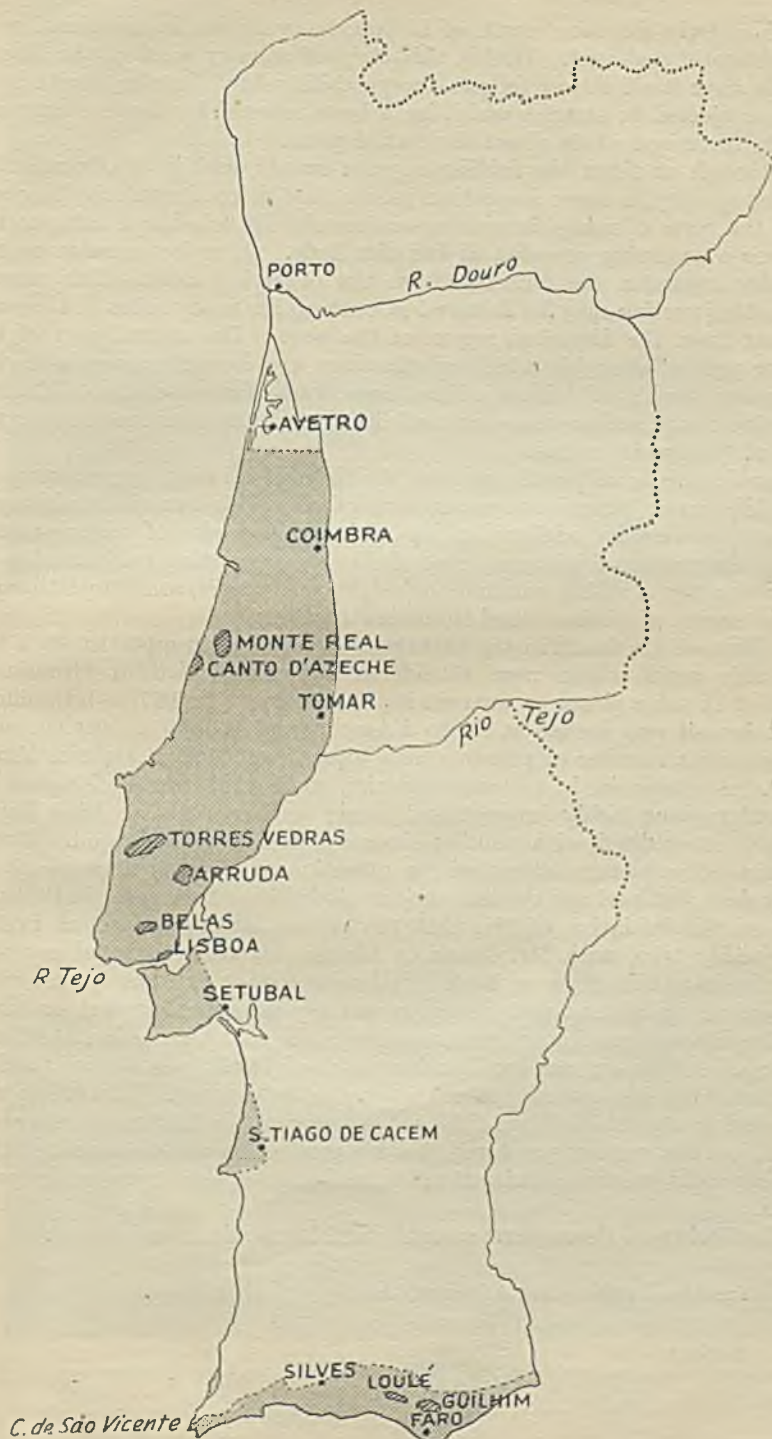 PORTO
R. Douro
AVETRO
COIMBRA
MONTE REAL
CANTO D'AZECHE
TOMAR
Rio Tejo
TORRES VEDRAS
ARRUDA
BELAS
LISBOA
R Tejo
SETUBAL
S. TIAGO DE CACEM
SILVES
LOULÉ
GUILHIM
FARO
C. de São Vicente